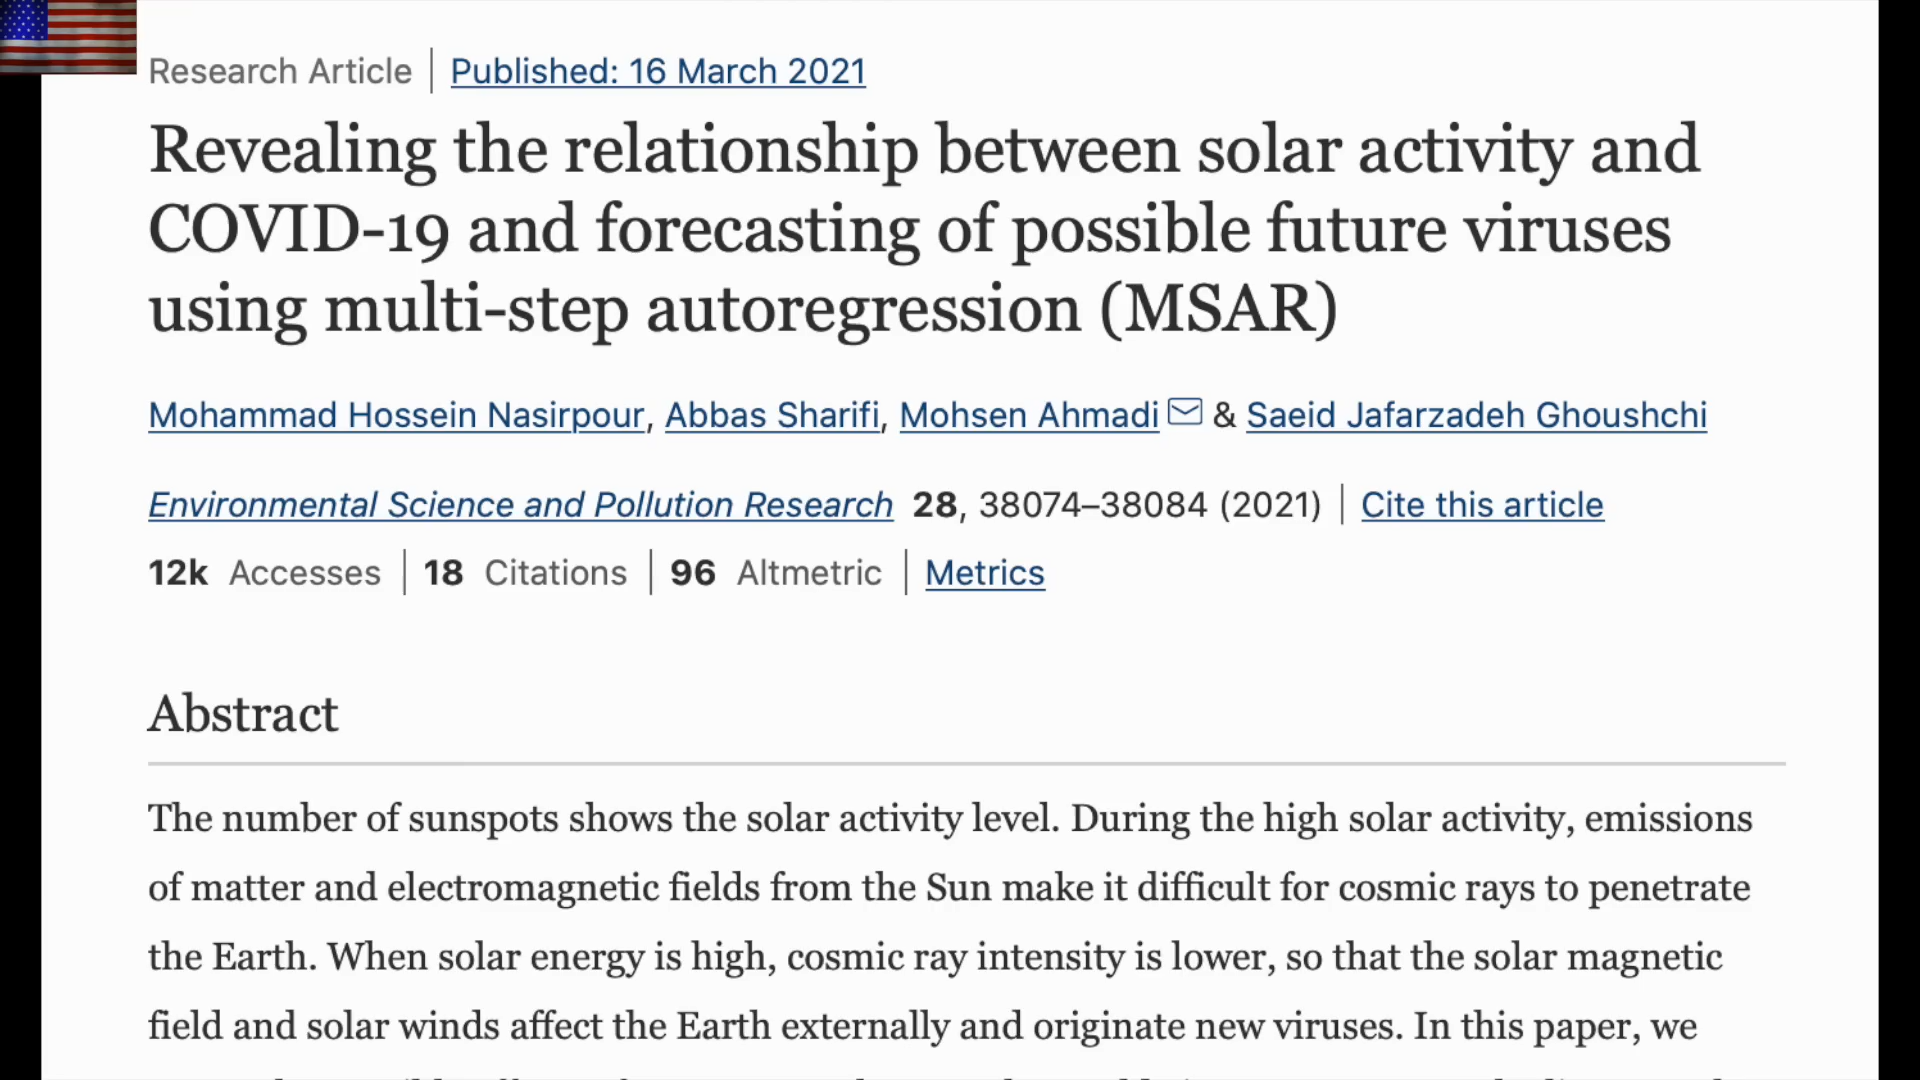 Research Article | Published: 16 March 2021
Revealing the relationship between solar activity and
COVID-19 and forecasting of possible future viruses
using multi-step autoregression (MSAR)
Mohammad Hossein Nasirpour, Abbas Sharifi, Mohsen Ahmadi & Saeid Jafarzadeh Ghoushchi
Environmental Science and Pollution Research 28, 38074–38084 (2021) | Cite this article
12k Accesses | 18 Citations | 96 Altmetric | Metrics
Abstract
The number of sunspots shows the solar activity level. During the high solar activity, emissions
of matter and electromagnetic fields from the Sun make it difficult for cosmic rays to penetrate
the Earth. When solar energy is high, cosmic ray intensity is lower, so that the solar magnetic
field and solar winds affect the Earth externally and originate new viruses. In this paper, we